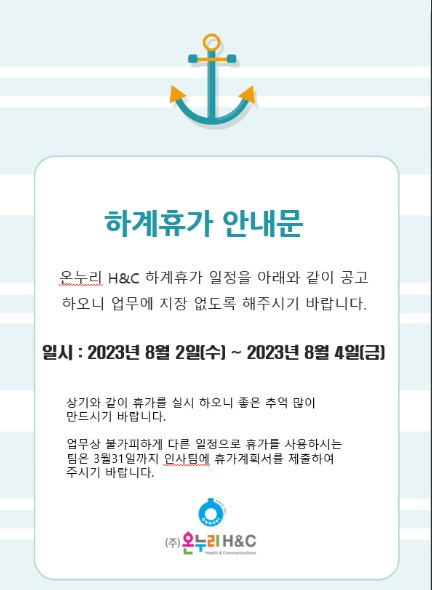 하계휴가 안내문
온누리 H&C 하계휴가 일정을 아래와 같이 공고
하오니 업무에 지장 없도록 해주시기 바랍니다.
일시 : 2023년 8월 2일(수) ~ 2023년 8월 4일(금)
상기와 같이 휴가를 실시 하오니 좋은 추억 많이
만드시기 바랍니다.
업무상 불가피하게 다른 일정으로 휴가를 사용하시는
팀은 3월31일까지 인사팀에 휴가계획서를 제출하여
주시기 바랍니다.
(주)온누리H&C
Health & Communications